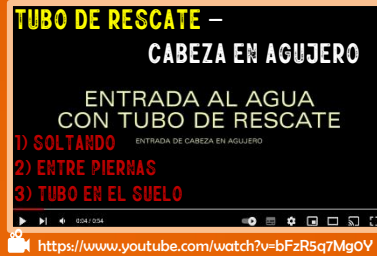 TUBO DE RESCATE –
CABEZA EN AGUJERO
ENTRADA AL AGUA
CON TUBO DE RESCATE
ENTRADA DE CABEZA EN AGUJERO
1) SOLTANDO
2) ENTRE PIERNAS
3) TUBO EN EL SUELO
0:54 / 0:54
https://www.youtube.com/watch?v=bFzR5q7Mg0Y